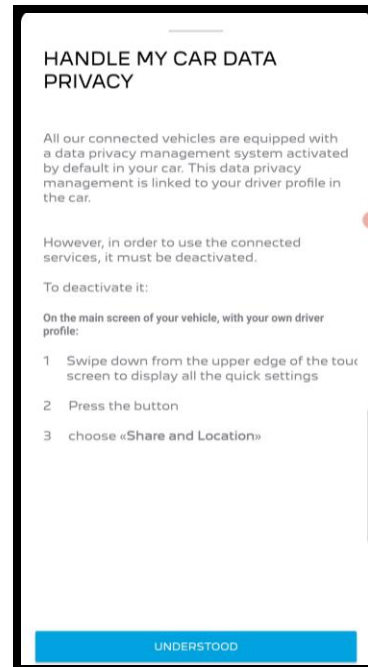 HANDLE MY CAR DATA
PRIVACY
All our connected vehicles are equipped with
a data privacy management system activated
by default in your car. This data privacy
management is linked to your driver profile in
the car.
However, in order to use the connected
services, it must be deactivated.
To deactivate it:
On the main screen of your vehicle, with your own driver
profile:
1 Swipe down from the upper edge of the touc
screen to display all the quick settings
2 Press the button
3 choose «Share and Location»
UNDERSTOOD